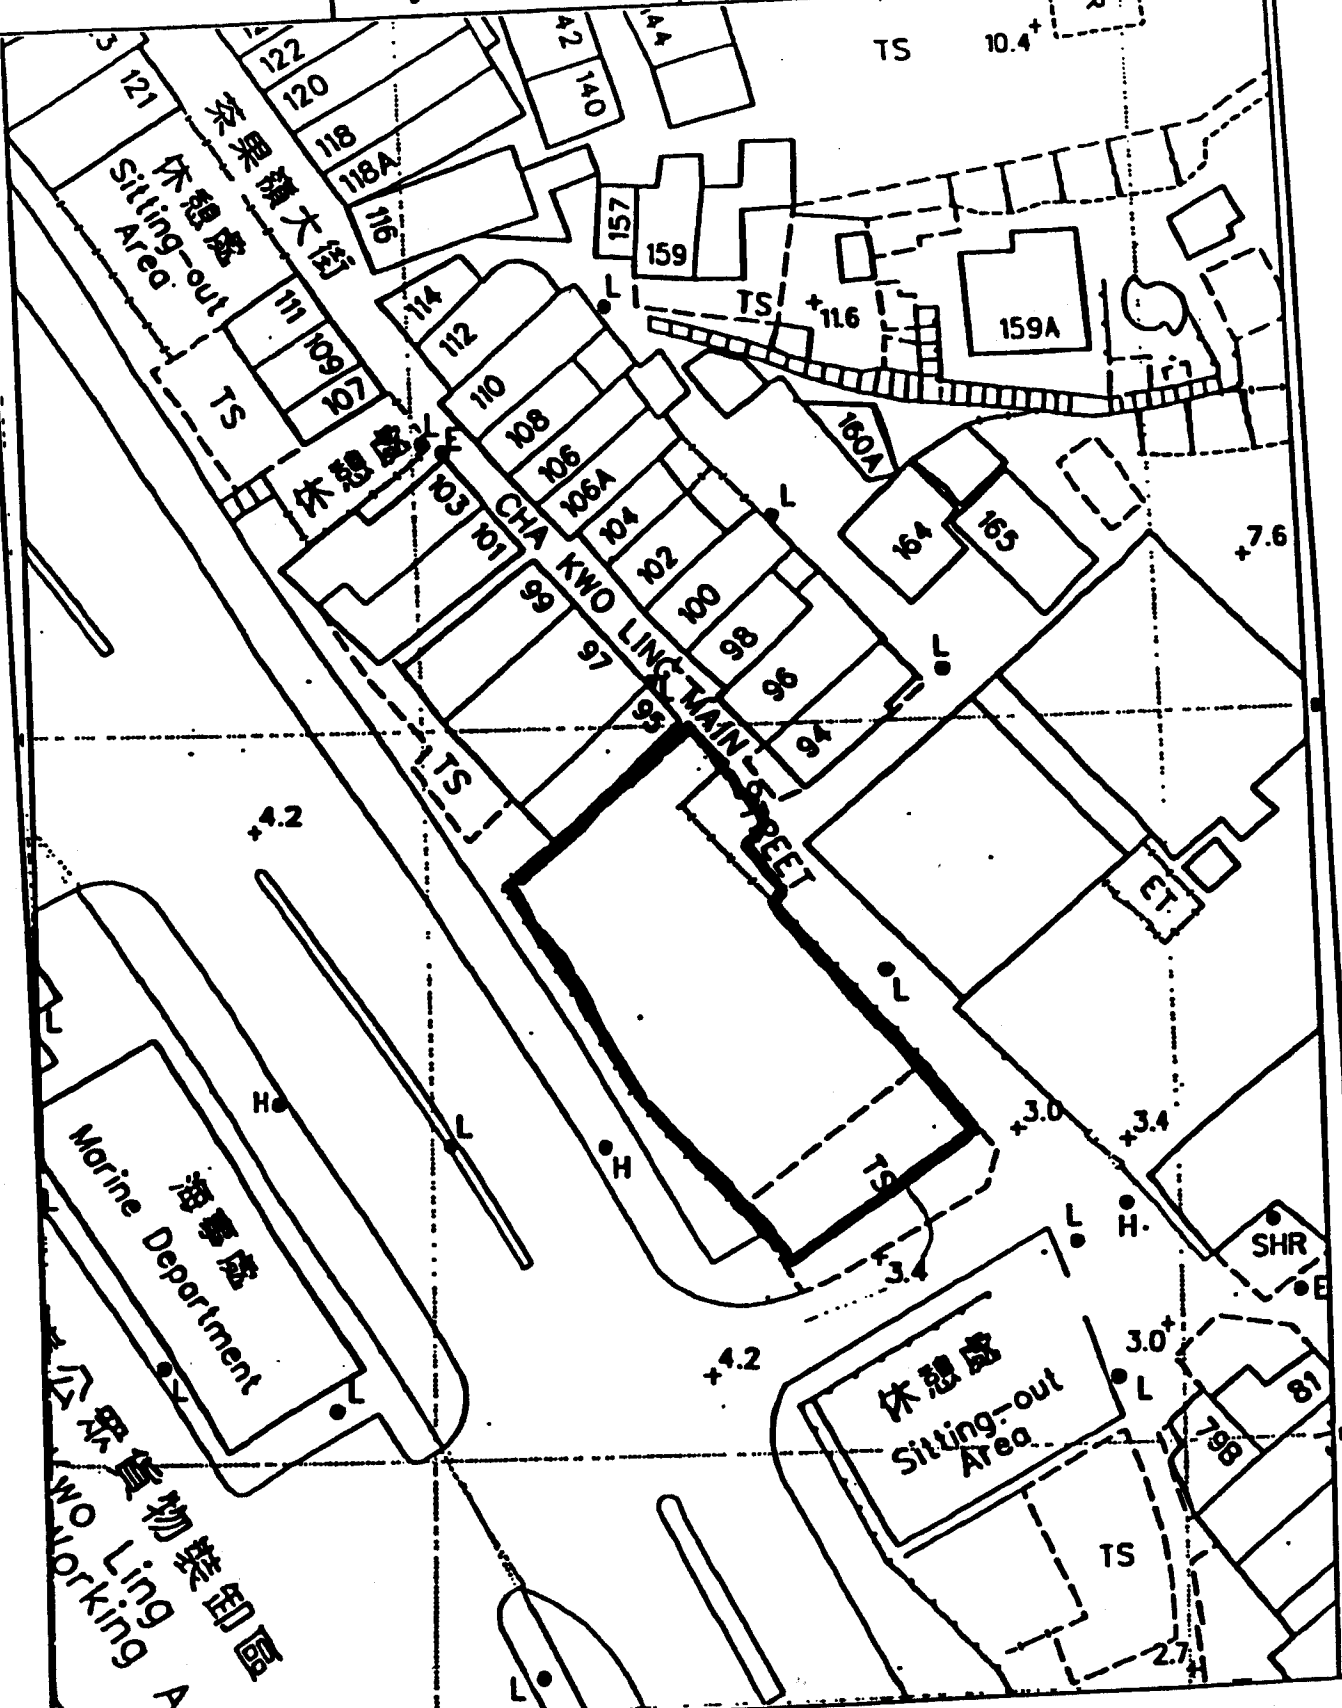 42
44
TS
10.4
122
120
118
118A
116
140
121
茶果嶺大街
休憩處
Sitting-out
Area
157
159
TS
11.6
159A
L
114
112
110
108
106
106A
104
102
100
98
96
94
111
109
107
TS
休憩處
L
E
103
101
99
97
95
CHA KWO LING MAIN STREET
160A
164
165
7.6
L
L
TS
4.2
ET
L
H
L
H
3.0
3.4
TS
3.4
L
H
SHR
E
海事處
Marine Department
L
L
4.2
3.0
L
休憩處
Sitting-out
Area
81
79B
TS
2.7
公眾貨物裝卸區
Kwo Ling
Working A
L